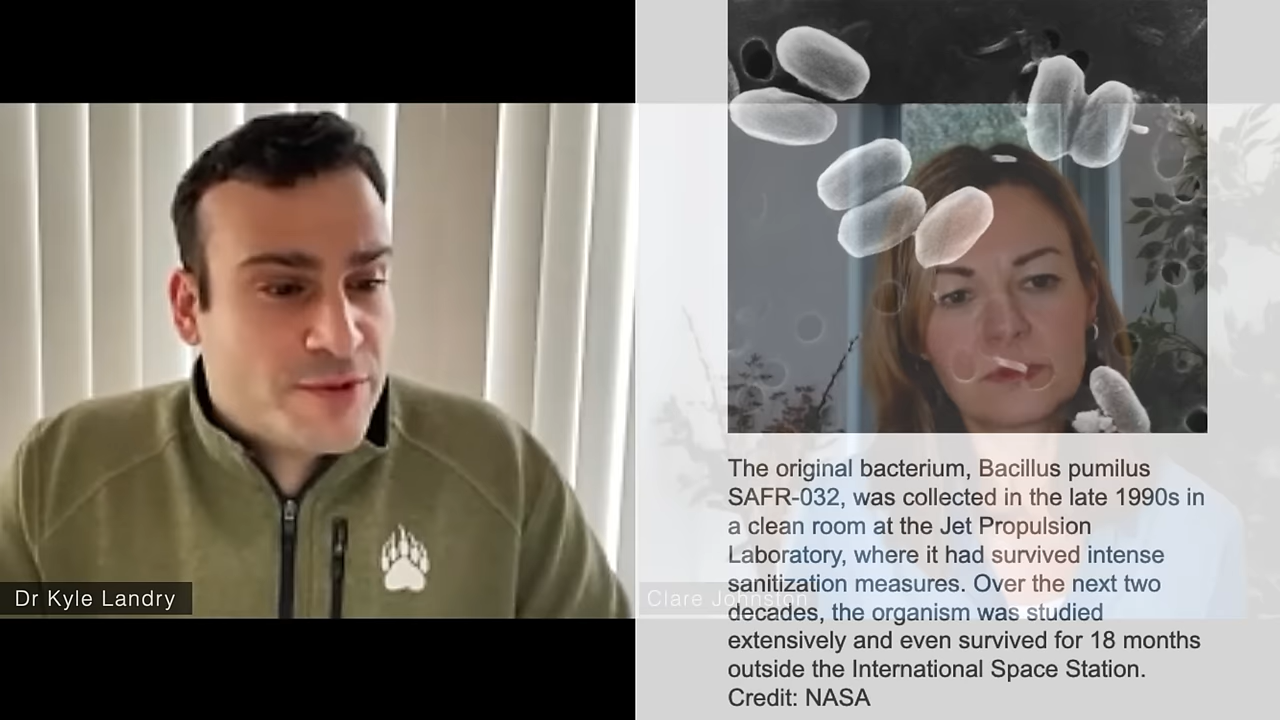 Dr Kyle Landry
Clare Johnston
The original bacterium, Bacillus pumilus
SAFR-032, was collected in the late 1990s in
a clean room at the Jet Propulsion
Laboratory, where it had survived intense
sanitization measures. Over the next two
decades, the organism was studied
extensively and even survived for 18 months
outside the International Space Station.
Credit: NASA